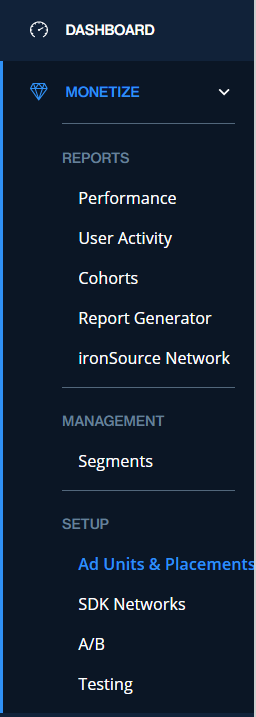 DASHBOARD
MONETIZE
REPORTS
Performance
User Activity
Cohorts
Report Generator
ironSource Network
MANAGEMENT
Segments
SETUP
Ad Units & Placements
SDK Networks
A/B
Testing